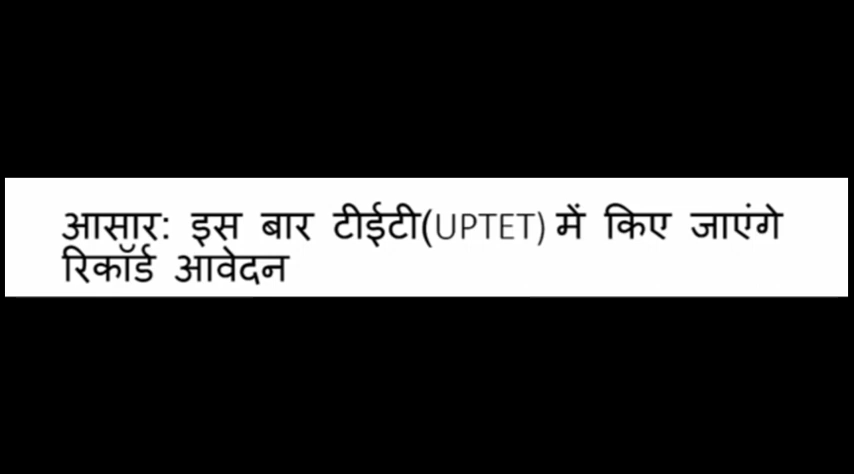 आसार: इस बार टीईटी(UPTET) में किए जाएंगे
रिकॉर्ड आवेदन